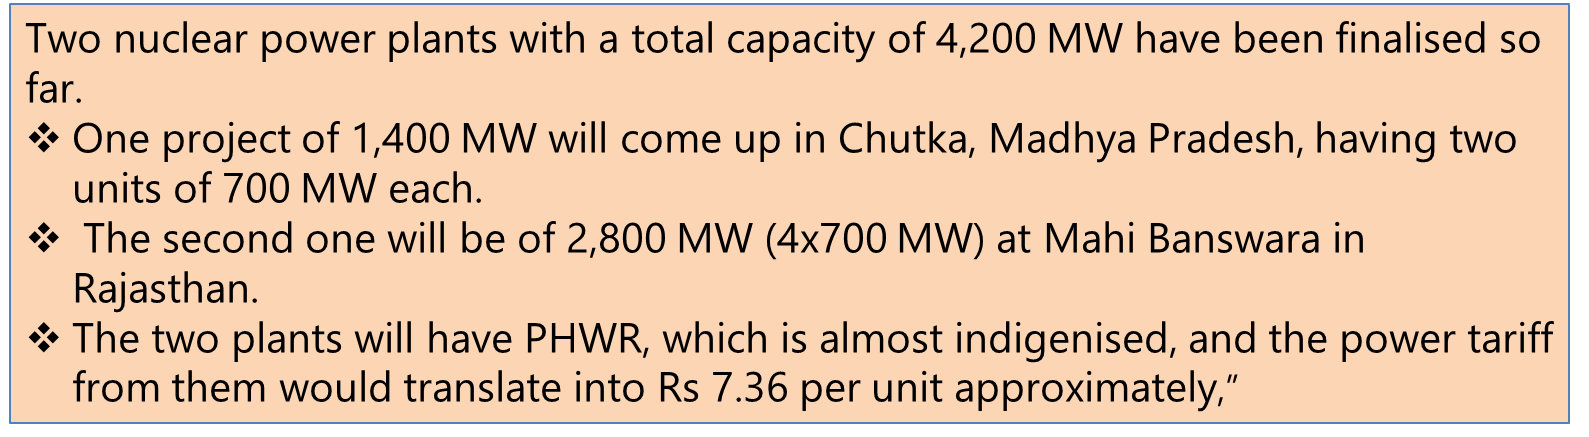 Two nuclear power plants with a total capacity of 4,200 MW have been finalised so
far.
❖ One project of 1,400 MW will come up in Chutka, Madhya Pradesh, having two
units of 700 MW each.
❖ The second one will be of 2,800 MW (4x700 MW) at Mahi Banswara in
Rajasthan.
❖ The two plants will have PHWR, which is almost indigenised, and the power tariff
from them would translate into Rs 7.36 per unit approximately,”